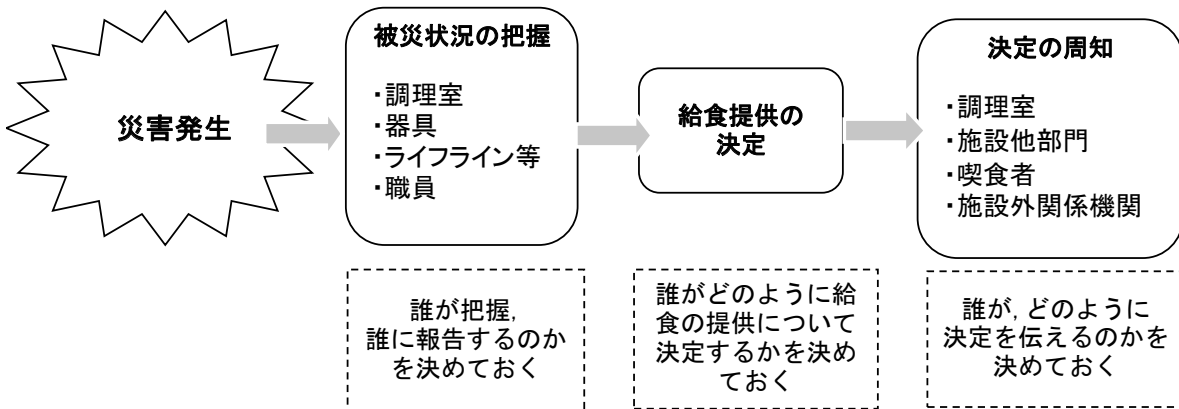 災害発生
被災状況の把握
・調理室
・器具
・ライフライン等
・職員
給食提供の
決定
決定の周知
・調理室
・施設他部門
・喫食者
・施設外関係機関
誰が把握,
誰に報告するのか
を決めておく
誰がどのように給
食の提供について
決定するかを決め
ておく
誰が, どのように
決定を伝えるのかを
決めておく